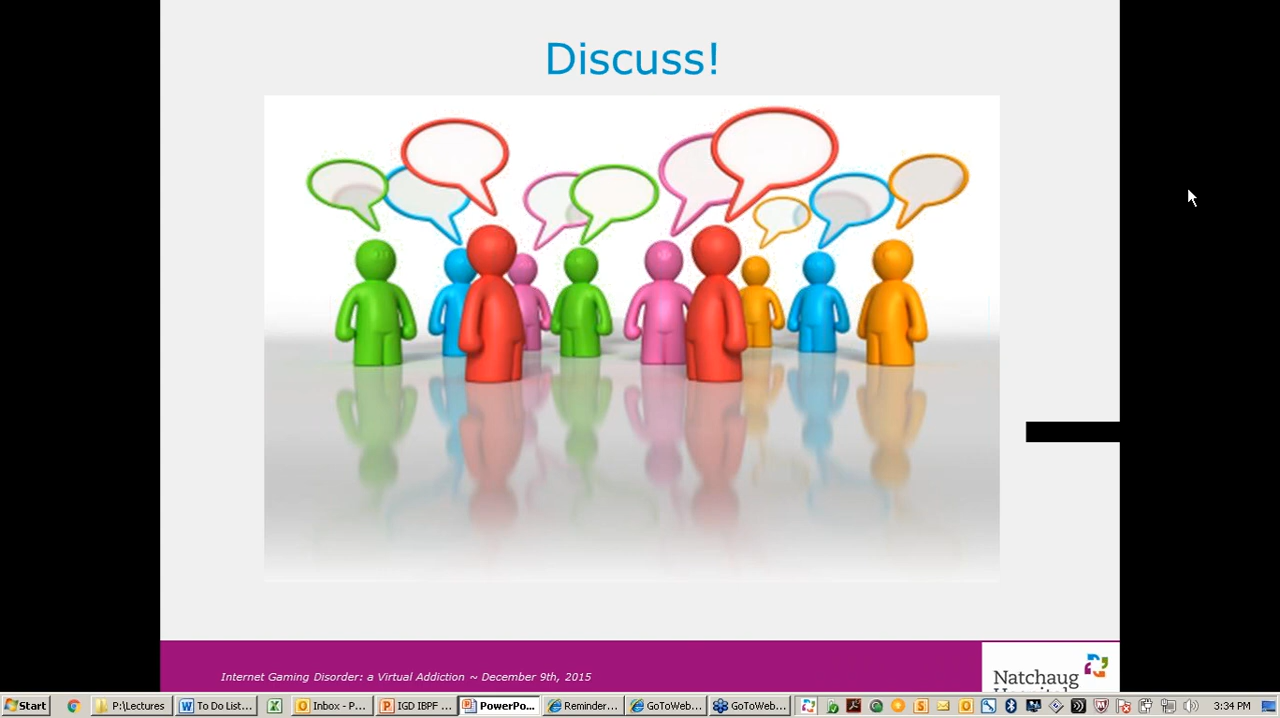 Discuss!
Internet Gaming Disorder: a Virtual Addiction ~ December 9th, 2015
Natchaug
Hospital
Start
P:\Lectures
To Do List...
Inbox - P...
IGD IBPF ...
PowerPo...
Reminder...
GoToWeb...
GoToWeb...
3:34 PM